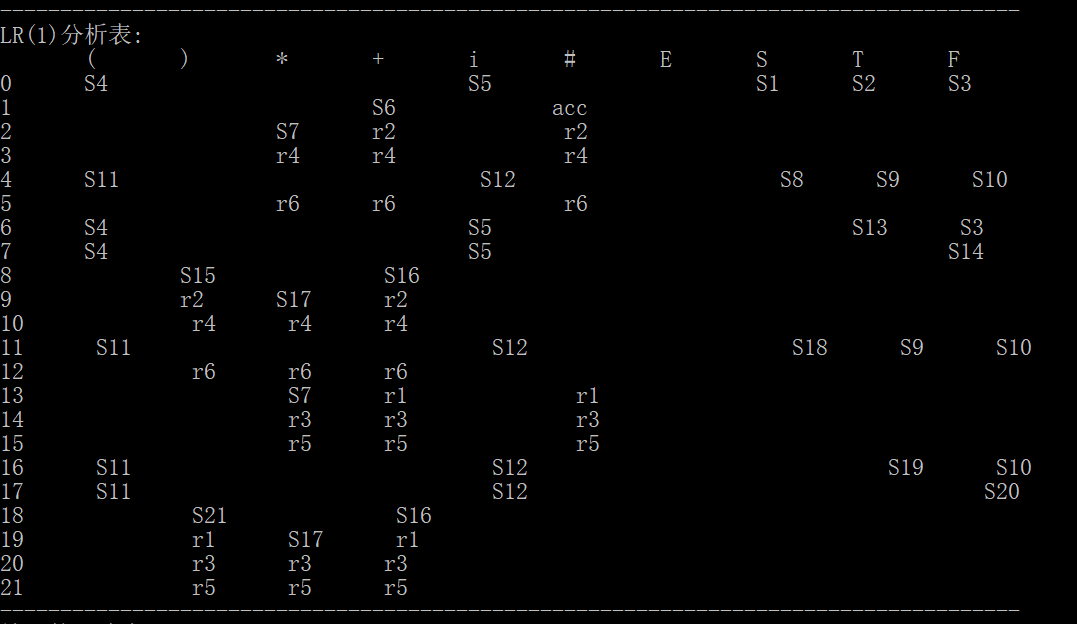 LR(1)分析表:
( ) * + i # E S T F
0 S4 S5 S1 S2 S3
1 S6 acc
2 S7 r2 r2
3 r4 r4 r4
4 S11 S12 S8 S9 S10
5 r6 r6 r6
6 S4 S5 S13 S3
7 S4 S5 S14
8 S15 S16
9 r2 S17 r2
10 r4 r4 r4
11 S11 S12 S18 S9 S10
12 r6 r6 r6
13 S7 r1 r1
14 r3 r3 r3
15 r5 r5 r5
16 S11 S12 S19 S10
17 S11 S12 S20
18 S21 S16
19 r1 S17 r1
20 r3 r3 r3
21 r5 r5 r5